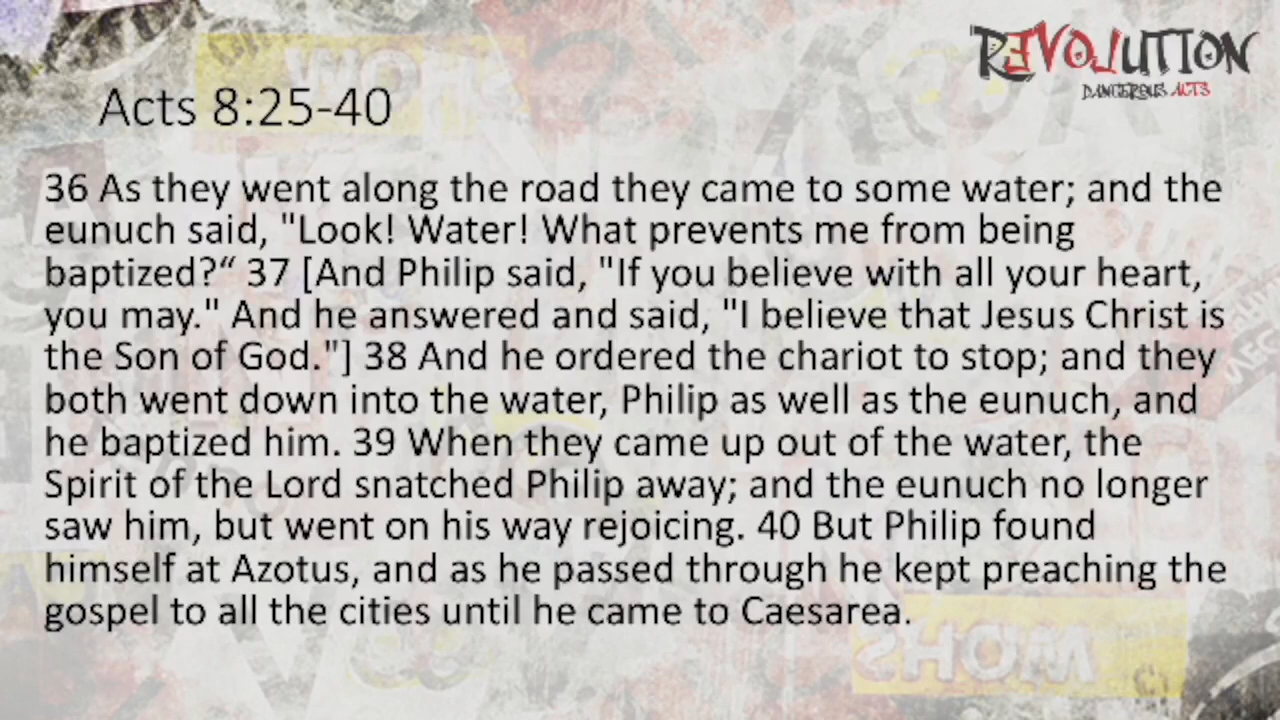 REVOLUTION
DANGEROUS ACTS
Acts 8:25-40
36 As they went along the road they came to some water; and the
eunuch said, "Look! Water! What prevents me from being
baptized?“ 37 [And Philip said, "If you believe with all your heart,
you may." And he answered and said, "I believe that Jesus Christ is
the Son of God."] 38 And he ordered the chariot to stop; and they
both went down into the water, Philip as well as the eunuch, and
he baptized him. 39 When they came up out of the water, the
Spirit of the Lord snatched Philip away; and the eunuch no longer
saw him, but went on his way rejoicing. 40 But Philip found
himself at Azotus, and as he passed through he kept preaching the
gospel to all the cities until he came to Caesarea.
SHOW